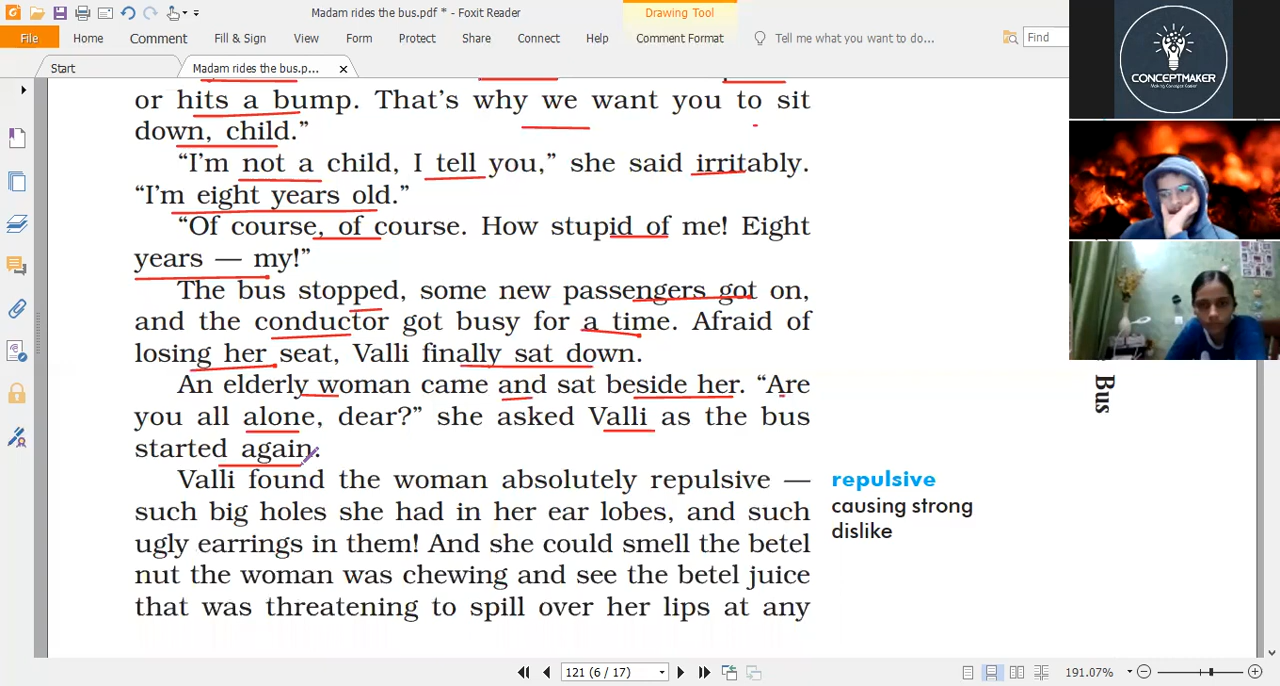 Madam rides the bus.pdf * - Foxit Reader
Drawing Tool
File Home Comment Fill & Sign View Form Protect Share Connect Help Comment Format Tell me what you want to do... Find
Start Madam rides the bus.p...
or hits a bump. That's why we want you to sit
down, child.”
“I'm not a child, I tell you,” she said irritably.
“I'm eight years old.”
“Of course, of course. How stupid of me! Eight
years — my!”
The bus stopped, some new passengers got on,
and the conductor got busy for a time. Afraid of
losing her seat, Valli finally sat down.
An elderly woman came and sat beside her. “Are
you all alone, dear?” she asked Valli as the bus
started again.
Valli found the woman absolutely repulsive —
such big holes she had in her ear lobes, and such
ugly earrings in them! And she could smell the betel
nut the woman was chewing and see the betel juice
that was threatening to spill over her lips at any
repulsive
causing strong
dislike
Bus
CONCEPTMAKER
Making Concepts Easier
121 (6 / 17)
191.07%